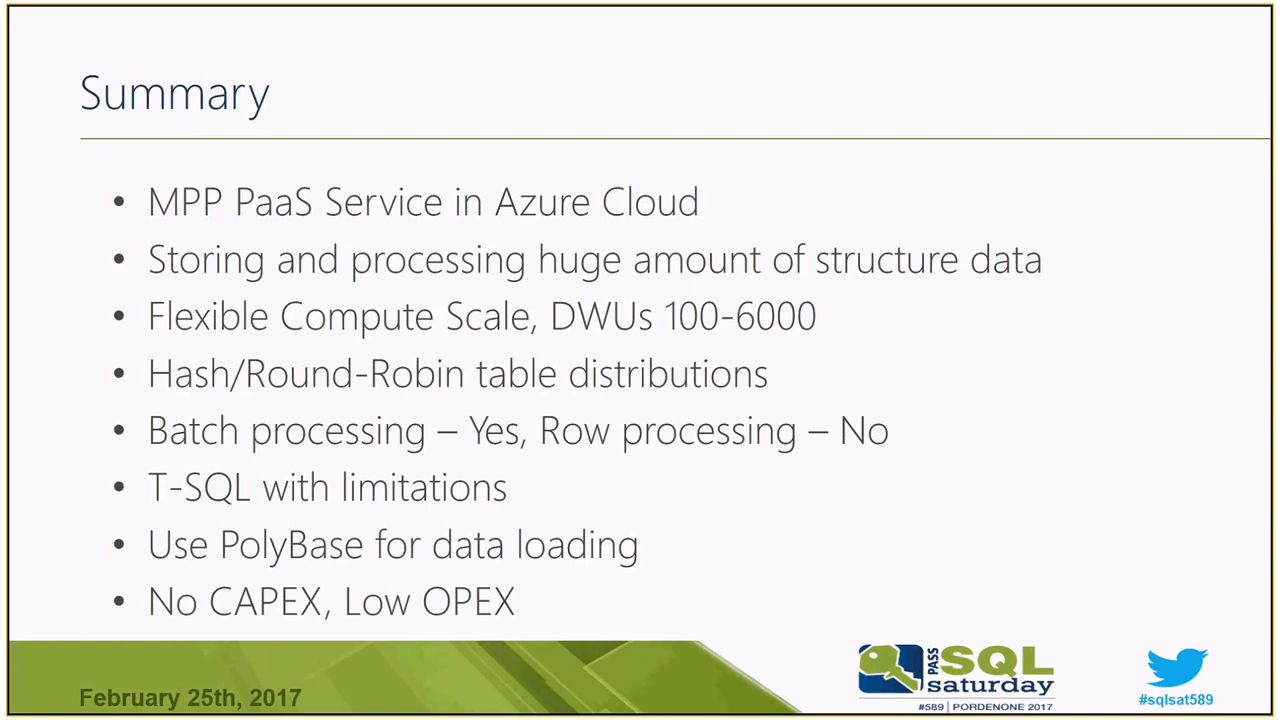 Summary
• MPP PaaS Service in Azure Cloud
• Storing and processing huge amount of structure data
• Flexible Compute Scale, DWUs 100-6000
• Hash/Round-Robin table distributions
• Batch processing – Yes, Row processing – No
• T-SQL with limitations
• Use PolyBase for data loading
• No CAPEX, Low OPEX
February 25th, 2017
PASS SQL
saturday
#589 | PORDENONE 2017
#sqlsat589